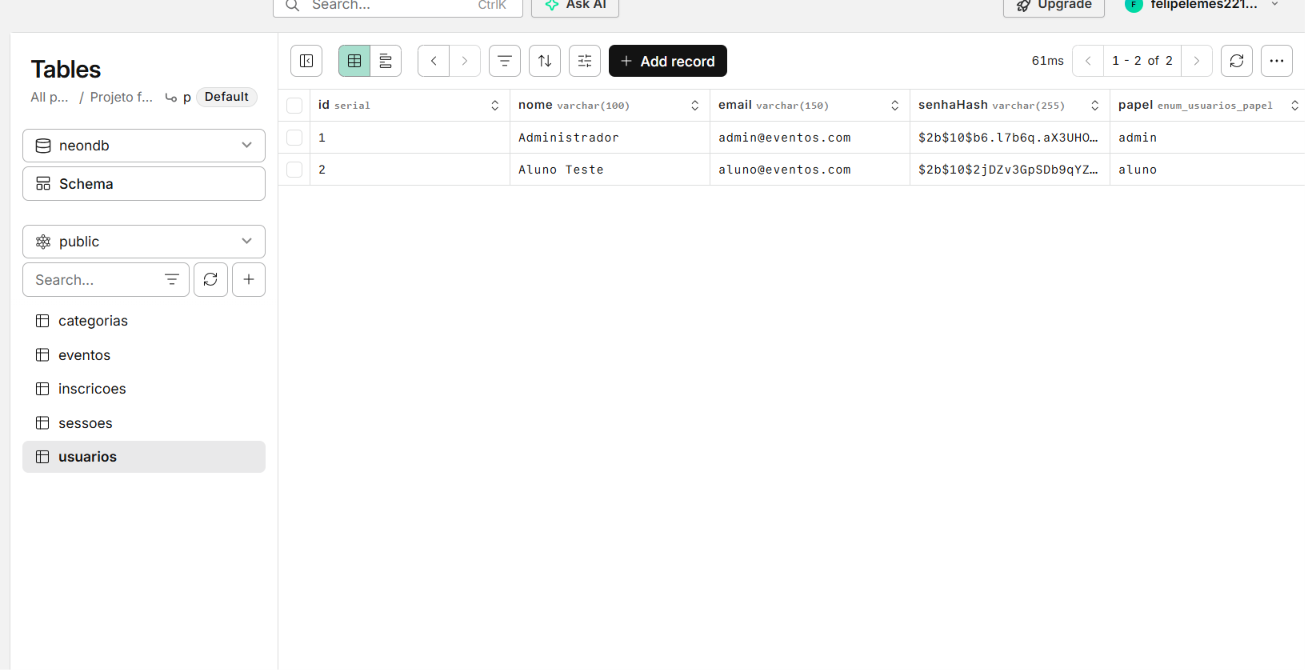 Search... CtrlK Ask AI Upgrade F felipelemes221...
Tables
All p... / Projeto f... p Default
neondb
Schema
public
Search...
categorias
eventos
inscricoes
sessoes
usuarios
Add record 61ms 1 - 2 of 2
id serial nome varchar(100) email varchar(150) senhaHash varchar(255) papel enum_usuarios_papel
1 Administrador admin@eventos.com $2b$10$b6.l7b6q.aX3UHO… admin
2 Aluno Teste aluno@eventos.com $2b$10$2jDZv3GpSDb9qYZ… aluno